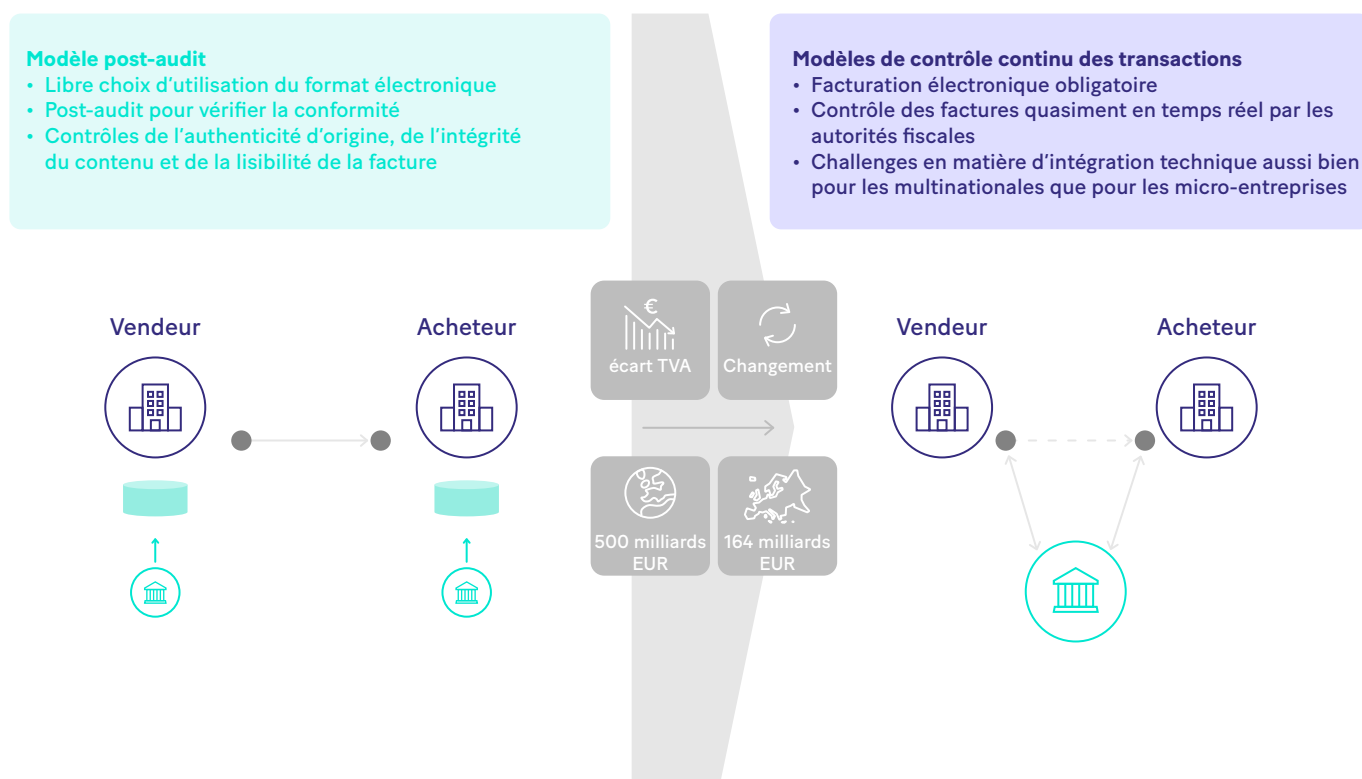 Modèle post-audit
• Libre choix d'utilisation du format électronique
• Post-audit pour vérifier la conformité
• Contrôles de l'authenticité d'origine, de l'intégrité
du contenu et de la lisibilité de la facture
Modèles de contrôle continu des transactions
• Facturation électronique obligatoire
• Contrôle des factures quasiment en temps réel par les
autorités fiscales
• Challenges en matière d'intégration technique aussi bien
pour les multinationales que pour les micro-entreprises
Vendeur
Acheteur
€
écart TVA
Changement
500 milliards
EUR
164 milliards
EUR
Vendeur
Acheteur